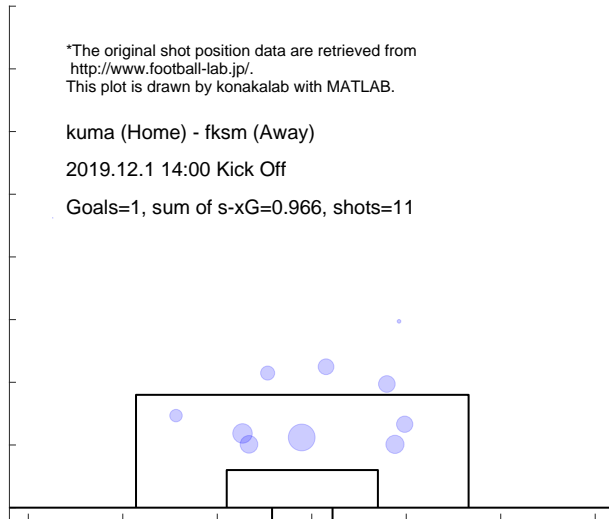 *The original shot position data are retrieved from
http://www.football-lab.jp/.
This plot is drawn by konakalab with MATLAB.
kuma (Home) - fksm (Away)
2019.12.1 14:00 Kick Off
Goals=1, sum of s-xG=0.966, shots=11